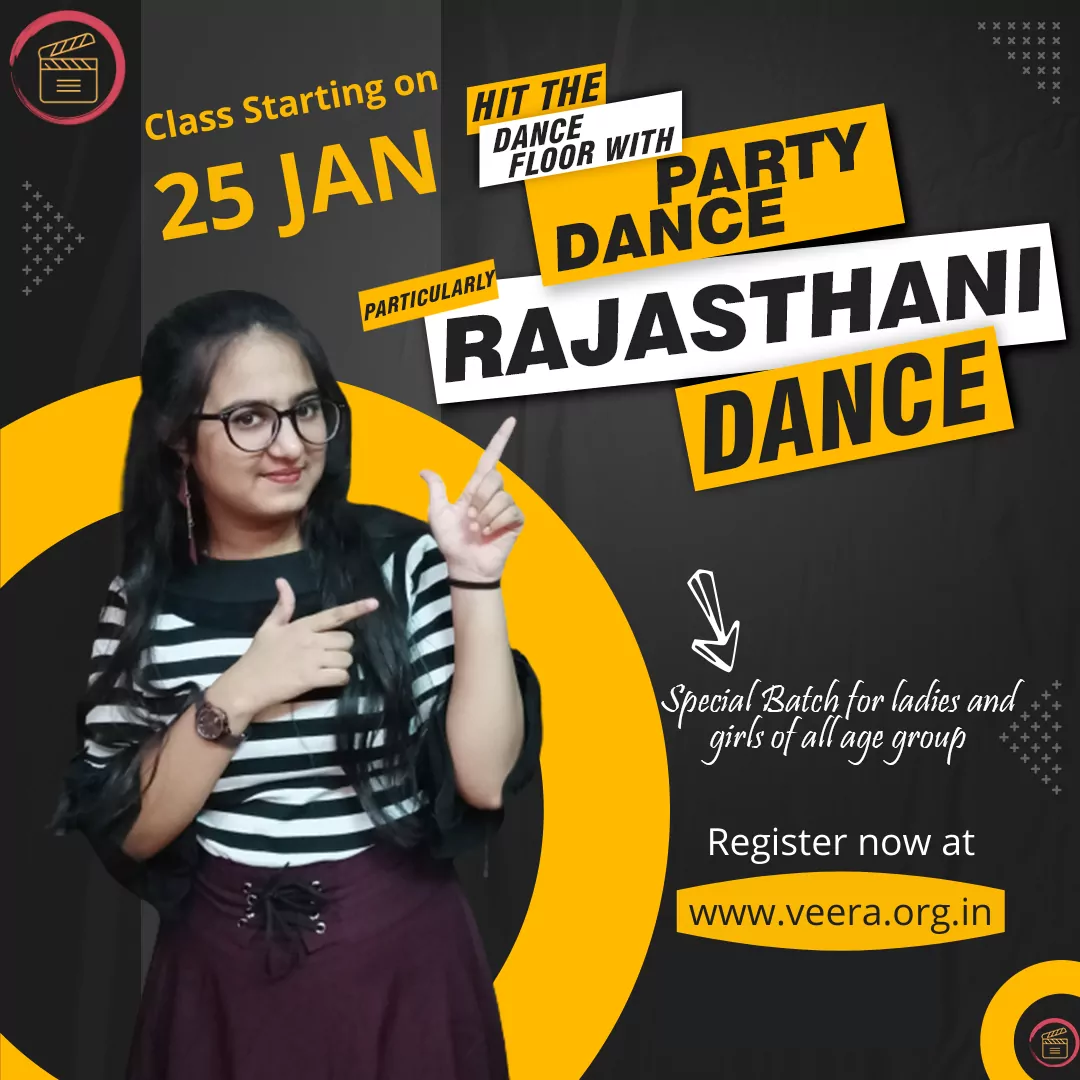 Class Starting on
25 JAN
HIT THE
DANCE
FLOOR WITH
PARTY
DANCE
PARTICULARLY
RAJASTHANI
DANCE
Special Batch for ladies and
girls of all age group
Register now at
www.veera.org.in